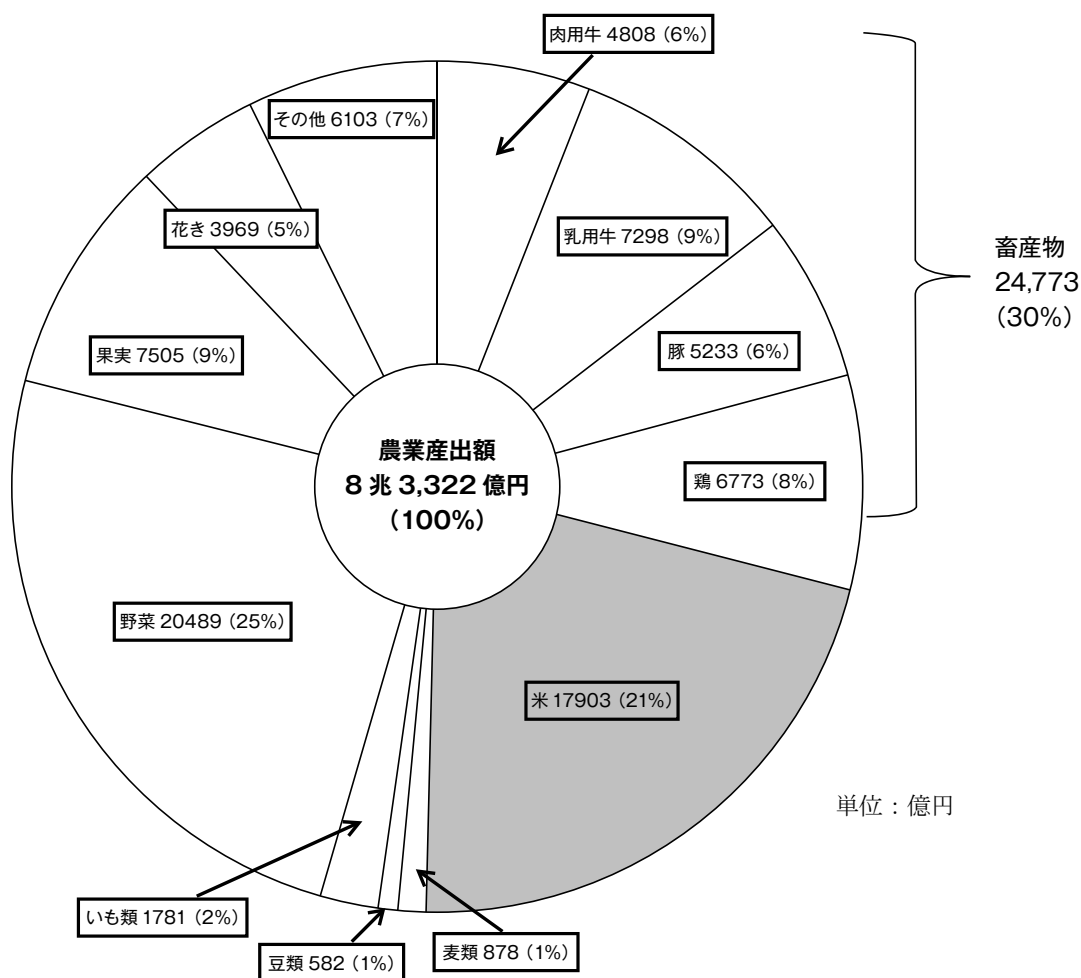 肉用牛 4808 (6%)
その他 6103 (7%)
花き 3969 (5%)
乳用牛 7298 (9%)
畜産物
24,773
(30%)
果実 7505 (9%)
豚 5233 (6%)
農業産出額
8 兆 3,322 億円
(100%)
鶏 6773 (8%)
野菜 20489 (25%)
米 17903 (21%)
単位：億円
いも類 1781 (2%)
豆類 582 (1%)
麦類 878 (1%)